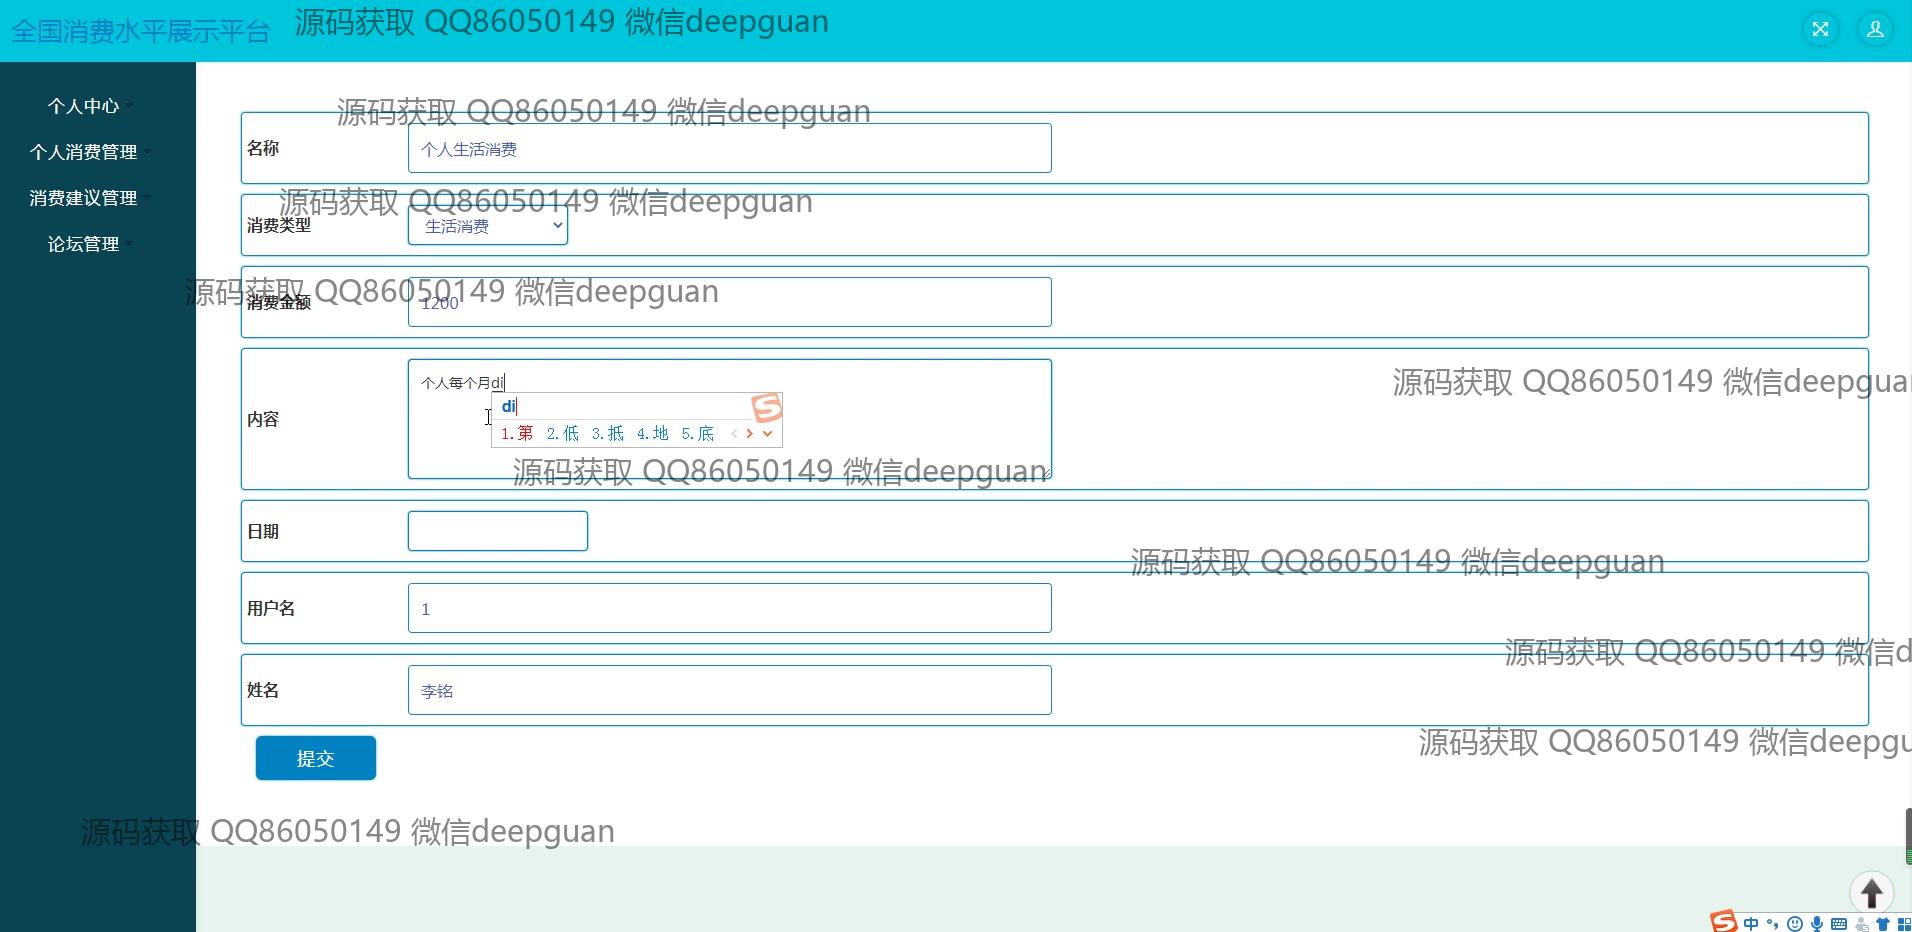 全国消费水平展示平台
源码获取 QQ86050149 微信deepguan
个人中心
个人消费管理
消费建议管理
论坛管理
源码获取 QQ86050149 微信deepguan
名称
个人生活消费
源码获取 QQ86050149 微信deepguan
消费类型
生活消费
源码获取 QQ86050149 微信deepguan
消费金额
1200
源码获取 QQ86050149 微信deepgua
内容
个人每个月di
di
1.第 2.低 3.抵 4.地 5.底
源码获取 QQ86050149 微信deepguan
日期
源码获取 QQ86050149 微信deepguan
用户名
1
源码获取 QQ86050149 微信d
姓名
李铭
源码获取 QQ86050149 微信deepgu
提交
源码获取 QQ86050149 微信deepguan
中